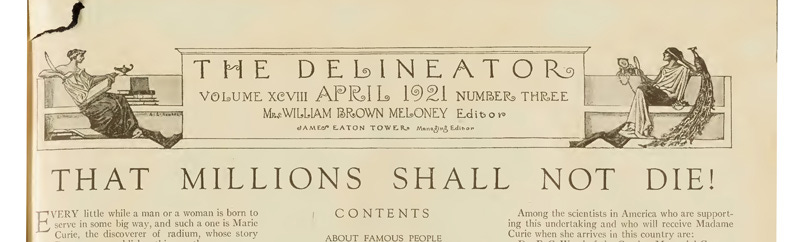 THE DELINEATOR
VOLUME XCVIII APRIL 1921 NUMBER THREE
Mrs WILLIAM BROWN MELONEY Editor
JAMES EATON TOWER, Managing Editor
THAT MILLIONS SHALL NOT DIE!
EVERY little while a man or a woman is born to
serve in some big way, and such a one is Marie
Curie, the discoverer of radium, whose story
CONTENTS
ABOUT FAMOUS PEOPLE
Among the scientists in America who are support-
ing this undertaking and who will receive Madame
Curie when she arrives in this country are: